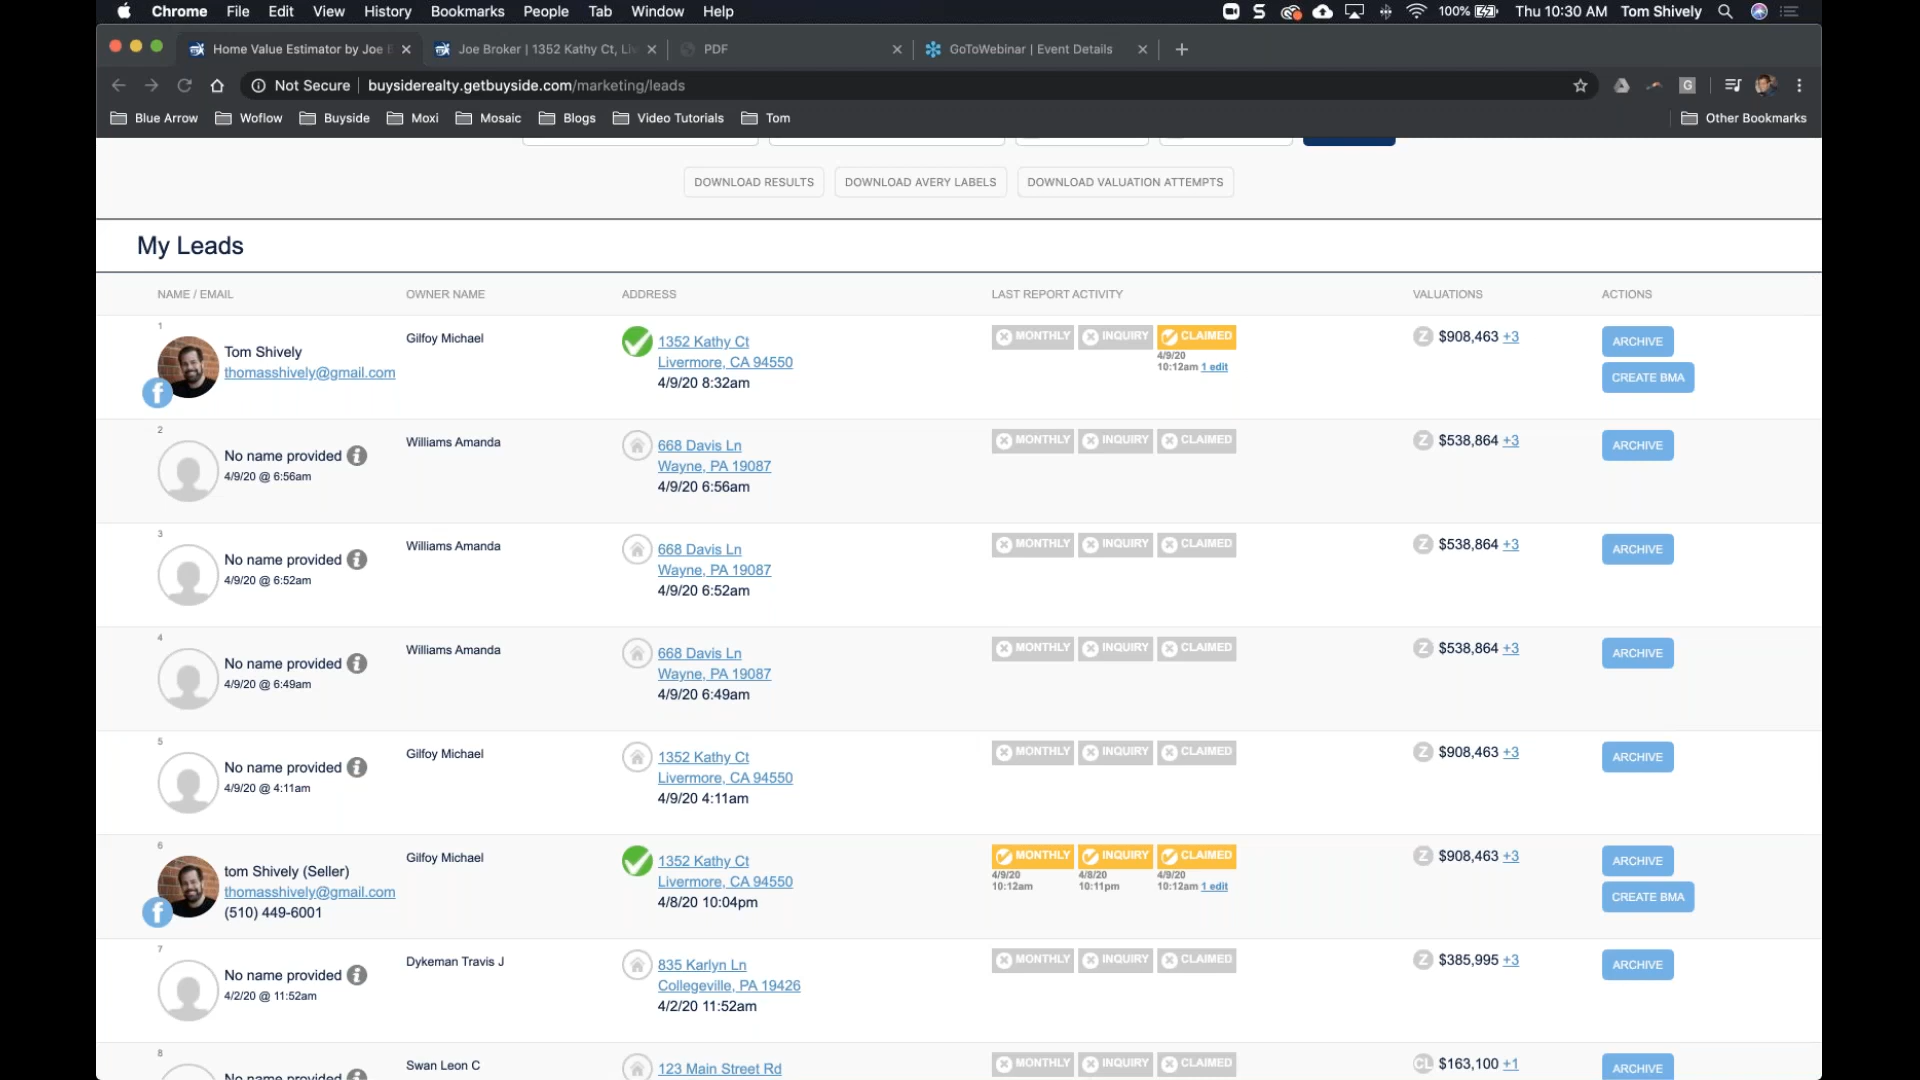 Chrome File Edit View History Bookmarks People Tab Window Help 100% Thu 10:30 AM Tom Shively
Home Value Estimator by Joe B Joe Broker | 1352 Kathy Ct, Liv PDF GoToWebinar | Event Details
Not Secure buysiderealty.getbuyside.com/marketing/leads
Blue Arrow Woflow Buyside Moxi Mosaic Blogs Video Tutorials Tom Other Bookmarks
DOWNLOAD RESULTS DOWNLOAD AVERY LABELS DOWNLOAD VALUATION ATTEMPTS
My Leads
NAME / EMAIL OWNER NAME ADDRESS LAST REPORT ACTIVITY VALUATIONS ACTIONS
1
Tom Shively
thomasshively@gmail.com
Gilfoy Michael
1352 Kathy Ct
Livermore, CA 94550
4/9/20 8:32am
MONTHLY INQUIRY CLAIMED
4/9/20
10:12am 1 edit
Z $908,463 +3
ARCHIVE
CREATE BMA
2
No name provided
4/9/20 @ 6:56am
Williams Amanda
668 Davis Ln
Wayne, PA 19087
4/9/20 6:56am
MONTHLY INQUIRY CLAIMED
Z $538,864 +3
ARCHIVE
3
No name provided
4/9/20 @ 6:52am
Williams Amanda
668 Davis Ln
Wayne, PA 19087
4/9/20 6:52am
MONTHLY INQUIRY CLAIMED
Z $538,864 +3
ARCHIVE
4
No name provided
4/9/20 @ 6:49am
Williams Amanda
668 Davis Ln
Wayne, PA 19087
4/9/20 6:49am
MONTHLY INQUIRY CLAIMED
Z $538,864 +3
ARCHIVE
5
No name provided
4/9/20 @ 4:11am
Gilfoy Michael
1352 Kathy Ct
Livermore, CA 94550
4/9/20 4:11am
MONTHLY INQUIRY CLAIMED
Z $908,463 +3
ARCHIVE
6
tom Shively (Seller)
thomasshively@gmail.com
(510) 449-6001
Gilfoy Michael
1352 Kathy Ct
Livermore, CA 94550
4/8/20 10:04pm
MONTHLY INQUIRY CLAIMED
4/9/20 4/8/20 4/9/20
10:12am 10:11pm 10:12am 1 edit
Z $908,463 +3
ARCHIVE
CREATE BMA
7
No name provided
4/2/20 @ 11:52am
Dykeman Travis J
835 Karlyn Ln
Collegeville, PA 19426
4/2/20 11:52am
MONTHLY INQUIRY CLAIMED
Z $385,995 +3
ARCHIVE
8
No name provided
Swan Leon C
123 Main Street Rd
MONTHLY INQUIRY CLAIMED
CL $163,100 +1
ARCHIVE